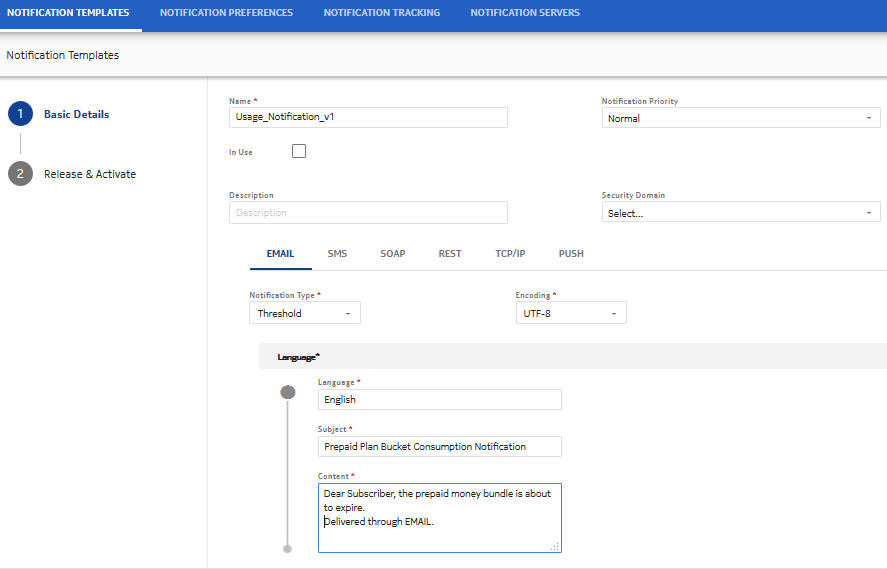 NOTIFICATION TEMPLATES NOTIFICATION PREFERENCES NOTIFICATION TRACKING NOTIFICATION SERVERS
Notification Templates
1 Basic Details
2 Release & Activate
Name *
Usage_Notification_v1
Notification Priority
Normal
In Use
Description
Description
Security Domain
Select...
EMAIL SMS SOAP REST TCP/IP PUSH
Notification Type *
Threshold
Encoding *
UTF-8
Language*
Language *
English
Subject *
Prepaid Plan Bucket Consumption Notification
Content *
Dear Subscriber, the prepaid money bundle is about
to expire.
Delivered through EMAIL.